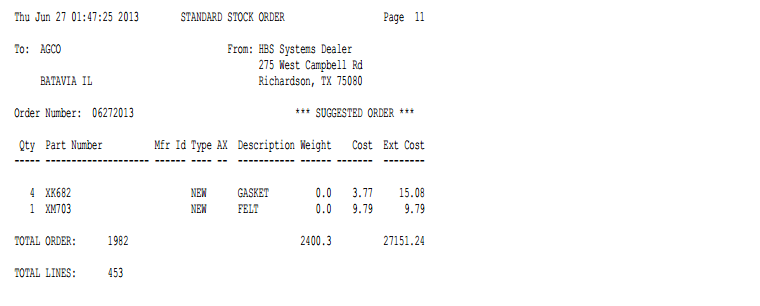 Thu Jun 27 01:47:25 2013 STANDARD STOCK ORDER Page 11
To: AGCO From: HBS Systems Dealer
275 West Campbell Rd
BATAVIA IL Richardson, TX 75080
Order Number: 06272013 *** SUGGESTED ORDER ***
Qty Part Number Mfr Id Type AX Description Weight Cost Ext Cost
----- -------------------- ------ ---- -- ----------- ------ ------- --------
4 XK682 NEW GASKET 0.0 3.77 15.08
1 XM703 NEW FELT 0.0 9.79 9.79
TOTAL ORDER: 1982 2400.3 27151.24
TOTAL LINES: 453